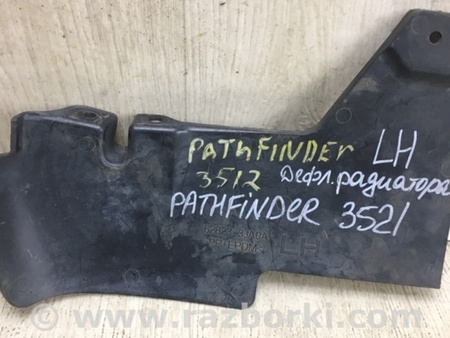 PATHFINDER LH
3512 Дефл. радиатора
PATHFINDER 3521
LH
www.razborki.com